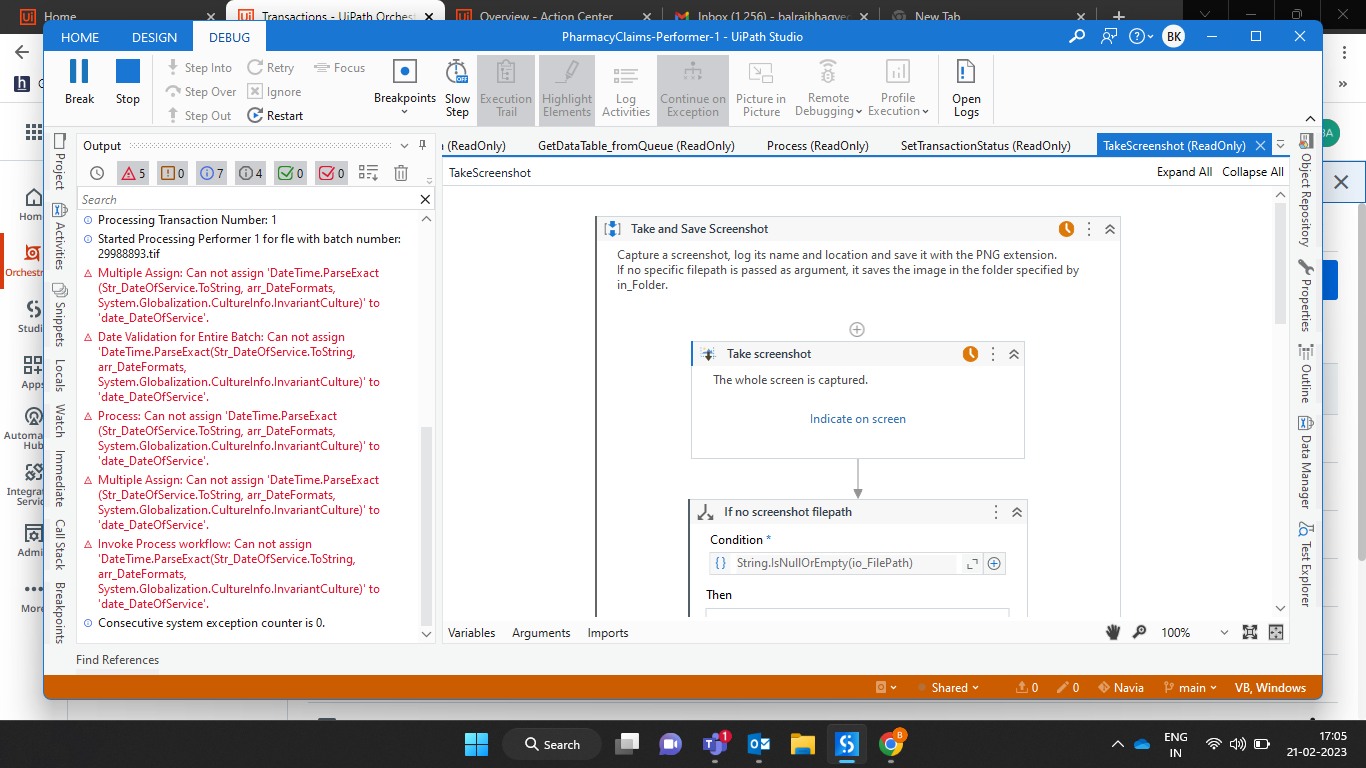 Home
Transactions - UiPath Orches
Overview - Action Center
Inbox (1,256) - balrajbhagved
New Tab
HOME
DESIGN
DEBUG
PharmacyClaims-Performer-1 - UiPath Studio
BK
Break
Stop
Step Into
Step Over
Step Out
Retry
Ignore
Restart
Focus
Breakpoints
Slow
Step
OFF
Execution
Trail
Highlight
Elements
Log
Activities
Continue on
Exception
Picture in
Picture
Remote
Debugging
Profile
Execution
Open
Logs
Output
5
0
7
4
0
0
Search
Processing Transaction Number: 1
Started Processing Performer 1 for fle with batch number:
29988893.tif
Multiple Assign: Can not assign 'DateTime.ParseExact
(Str_DateOfService.ToString, arr_DateFormats,
System.Globalization.CultureInfo.InvariantCulture)' to
'date_DateOfService'.
Date Validation for Entire Batch: Can not assign
'DateTime.ParseExact(Str_DateOfService.ToString,
arr_DateFormats,
System.Globalization.CultureInfo.InvariantCulture)' to
'date_DateOfService'.
Process: Can not assign 'DateTime.ParseExact
(Str_DateOfService.ToString, arr_DateFormats,
System.Globalization.CultureInfo.InvariantCulture)' to
'date_DateOfService'.
Multiple Assign: Can not assign 'DateTime.ParseExact
(Str_DateOfService.ToString, arr_DateFormats,
System.Globalization.CultureInfo.InvariantCulture)' to
'date_DateOfService'.
Invoke Process workflow: Can not assign
'DateTime.ParseExact(Str_DateOfService.ToString,
arr_DateFormats,
System.Globalization.CultureInfo.InvariantCulture)' to
'date_DateOfService'.
Consecutive system exception counter is 0.
Find References
Project
Activities
Snippets
Locals
Watch
Immediate
Call Stack
Breakpoints
(ReadOnly)
GetDataTable_fromQueue (ReadOnly)
Process (ReadOnly)
SetTransactionStatus (ReadOnly)
TakeScreenshot (ReadOnly)
TakeScreenshot
Expand All
Collapse All
Take and Save Screenshot
Capture a screenshot, log its name and location and save it with the PNG extension.
If no specific filepath is passed as argument, it saves the image in the folder specified by
in_Folder.
Take screenshot
The whole screen is captured.
Indicate on screen
If no screenshot filepath
Condition *
String.IsNullOrEmpty(io_FilePath)
Then
Variables
Arguments
Imports
100%
Object Repository
Properties
Outline
Data Manager
Test Explorer
Shared
0
0
Navia
main
VB, Windows
Hom
Orchestr
Studi
Apps
Automa
Hub
Integrat
Servic
Admi
More
BA
Search
1
B
ENG
IN
17:05
21-02-2023